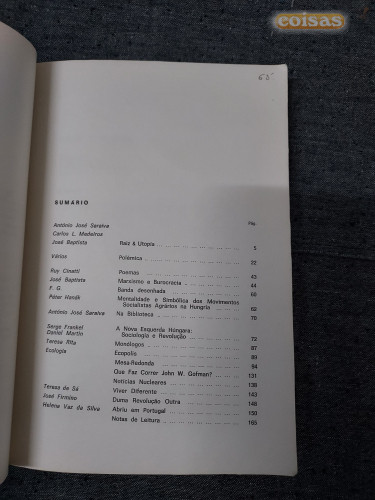 coisas
65
SUMÁRIO
Pág.
António José Saraiva
Carlos L. Medeiros
José Baptista Raiz & Utopia ... 5
Vários Polémica ... 22
Ruy Cinatti Poemas ... 43
José Baptista Marxismo e Burocracia ... 44
F. G. Banda desenhada ... 60
Péter Hanák Mentalidade e Simbólica dos Movimentos
Socialistas Agrários na Hungria ... 62
António José Saraiva Na Biblioteca ... 70
Serge Frankel A Nova Esquerda Húngara:
Daniel Martin Sociologia e Revolução ... 72
Teresa Rita Monólogos ... 87
Ecologia Ecopolis ... 89
Mesa-Redonda ... 94
Que Faz Correr John W. Gofman? ... 131
Notícias Nucleares ... 138
Teresa de Sá Viver Diferente ... 143
José Firmino Duma Revolução Outra ... 148
Helena Vaz da Silva Abriu em Portugal ... 150
Notas de Leitura ... 165